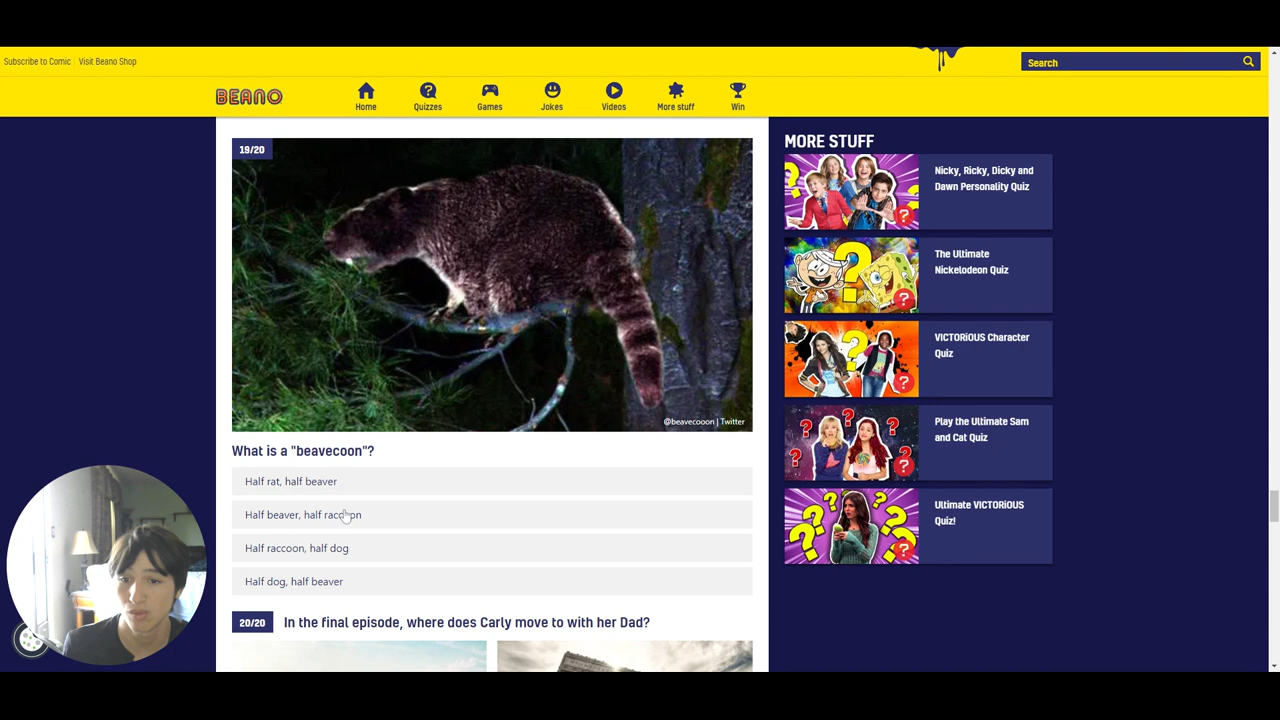 Subscribe to Comic | Visit Beano Shop
Search
BEANO
Home
Quizzes
Games
Jokes
Videos
More stuff
Win
19/20
@beavecooon | Twitter
What is a "beavecoon"?
Half rat, half beaver
Half beaver, half raccoon
Half raccoon, half dog
Half dog, half beaver
20/20
In the final episode, where does Carly move to with her Dad?
MORE STUFF
Nicky, Ricky, Dicky and
Dawn Personality Quiz
The Ultimate
Nickelodeon Quiz
VICTORiOUS Character
Quiz
Play the Ultimate Sam
and Cat Quiz
Ultimate VICTORiOUS
Quiz!